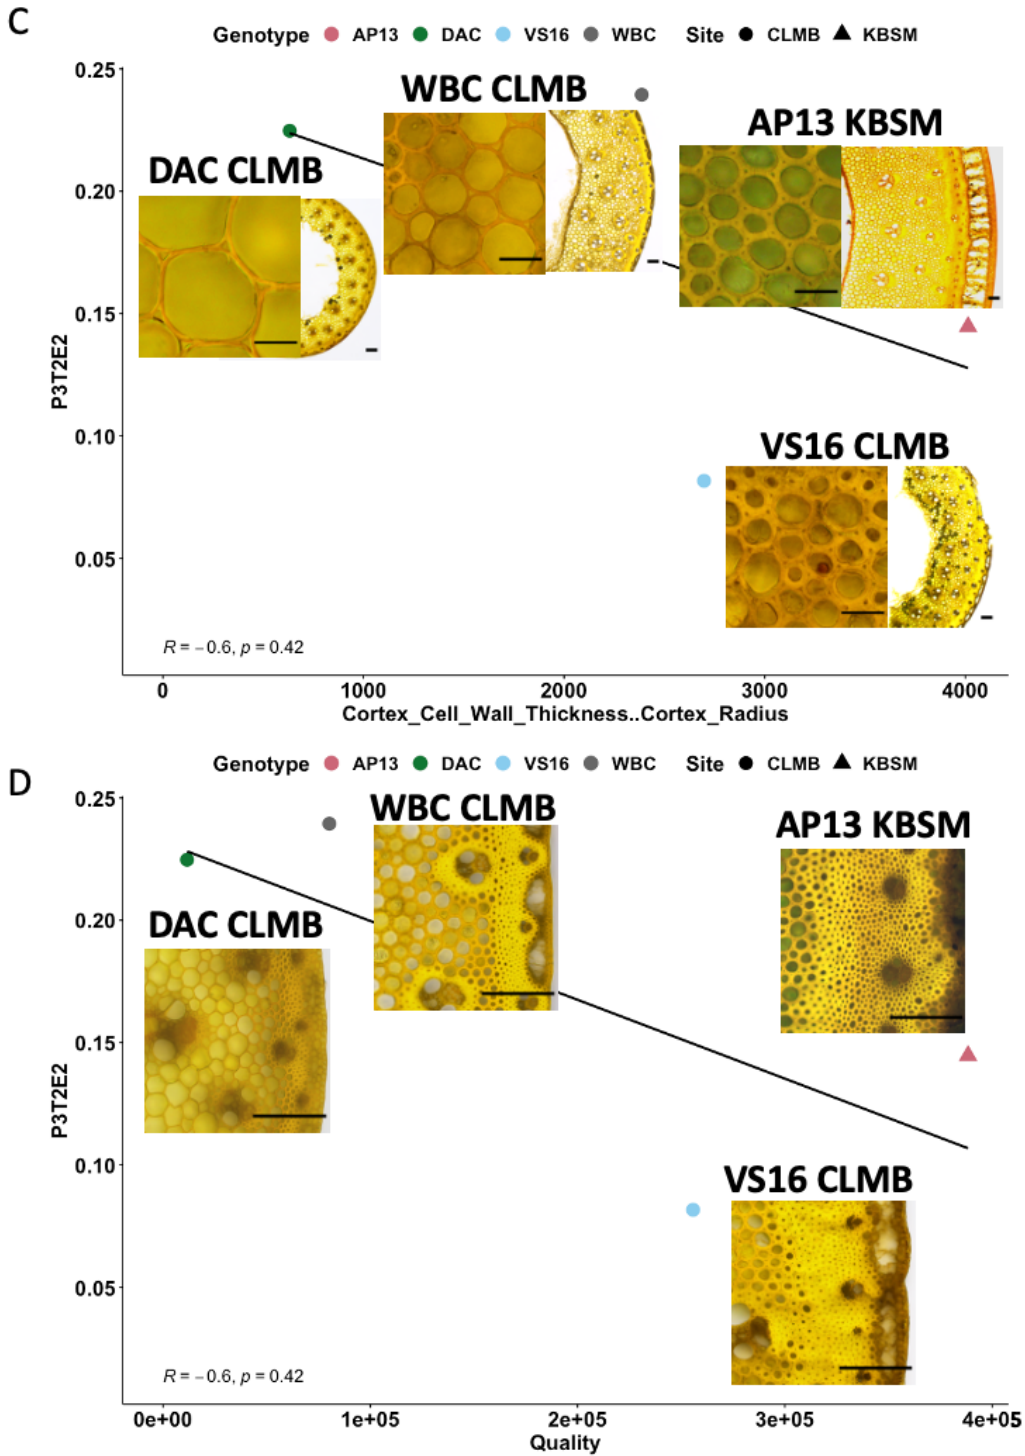 C
Genotype AP13 DAC VS16 WBC Site CLMB KBSM
0.25
WBC CLMB
AP13 KBSM
DAC CLMB
0.20
0.15
P3T2E2
0.10
VS16 CLMB
0.05
R = −0.6, p = 0.42
0 1000 2000 3000 4000
Cortex_Cell_Wall_Thickness..Cortex_Radius
D
Genotype AP13 DAC VS16 WBC Site CLMB KBSM
0.25
WBC CLMB
AP13 KBSM
0.20
DAC CLMB
0.15
P3T2E2
0.10
VS16 CLMB
0.05
R = −0.6, p = 0.42
0e+00 1e+05 2e+05 3e+05 4e+05
Quality